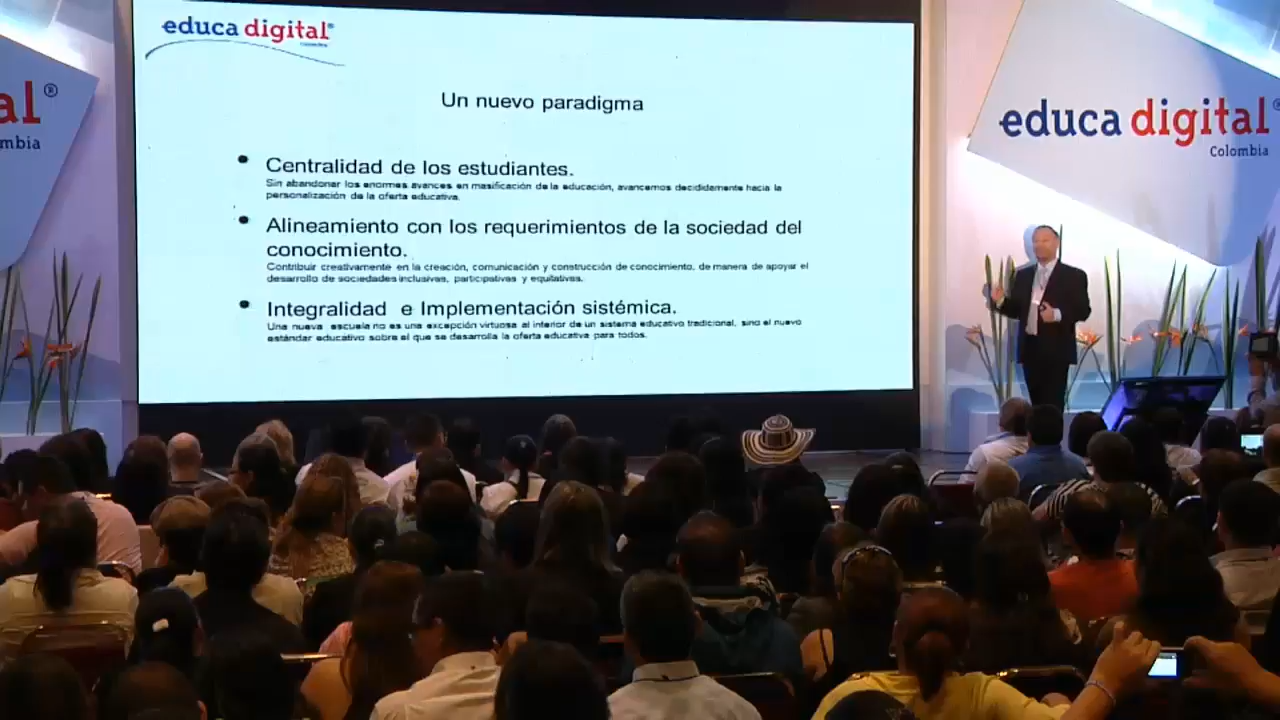 educa digital®
Colombia
Un nuevo paradigma
• Centralidad de los estudiantes.
Sin abandonar los enormes avances en masificación de la educación, avancemos decididamente hacia la
personalización de la oferta educativa.
• Alineamiento con los requerimientos de la sociedad del
conocimiento.
Contribuir creativamente en la creación, comunicación y construcción de conocimiento, de manera de apoyar el
desarrollo de sociedades inclusivas, participativas y equitativas.
• Integralidad e Implementación sistémica.
Una nueva escuela no es una excepción virtuosa al interior de un sistema educativo tradicional, sino el nuevo
estándar educativo sobre el que se desarrolla la oferta educativa para todos.
al®
mbia
educa digital®
Colombia